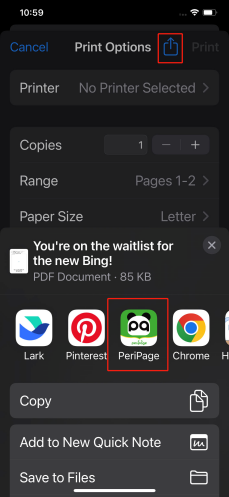 10:59
Cancel Print Options Print
Printer No Printer Selected
Copies 1
Range Pages 1-2
Paper Size Letter
You're on the waitlist for
the new Bing!
PDF Document · 85 KB
Lark Pinterest PeriPage Chrome H
Copy
Add to New Quick Note
Save to Files